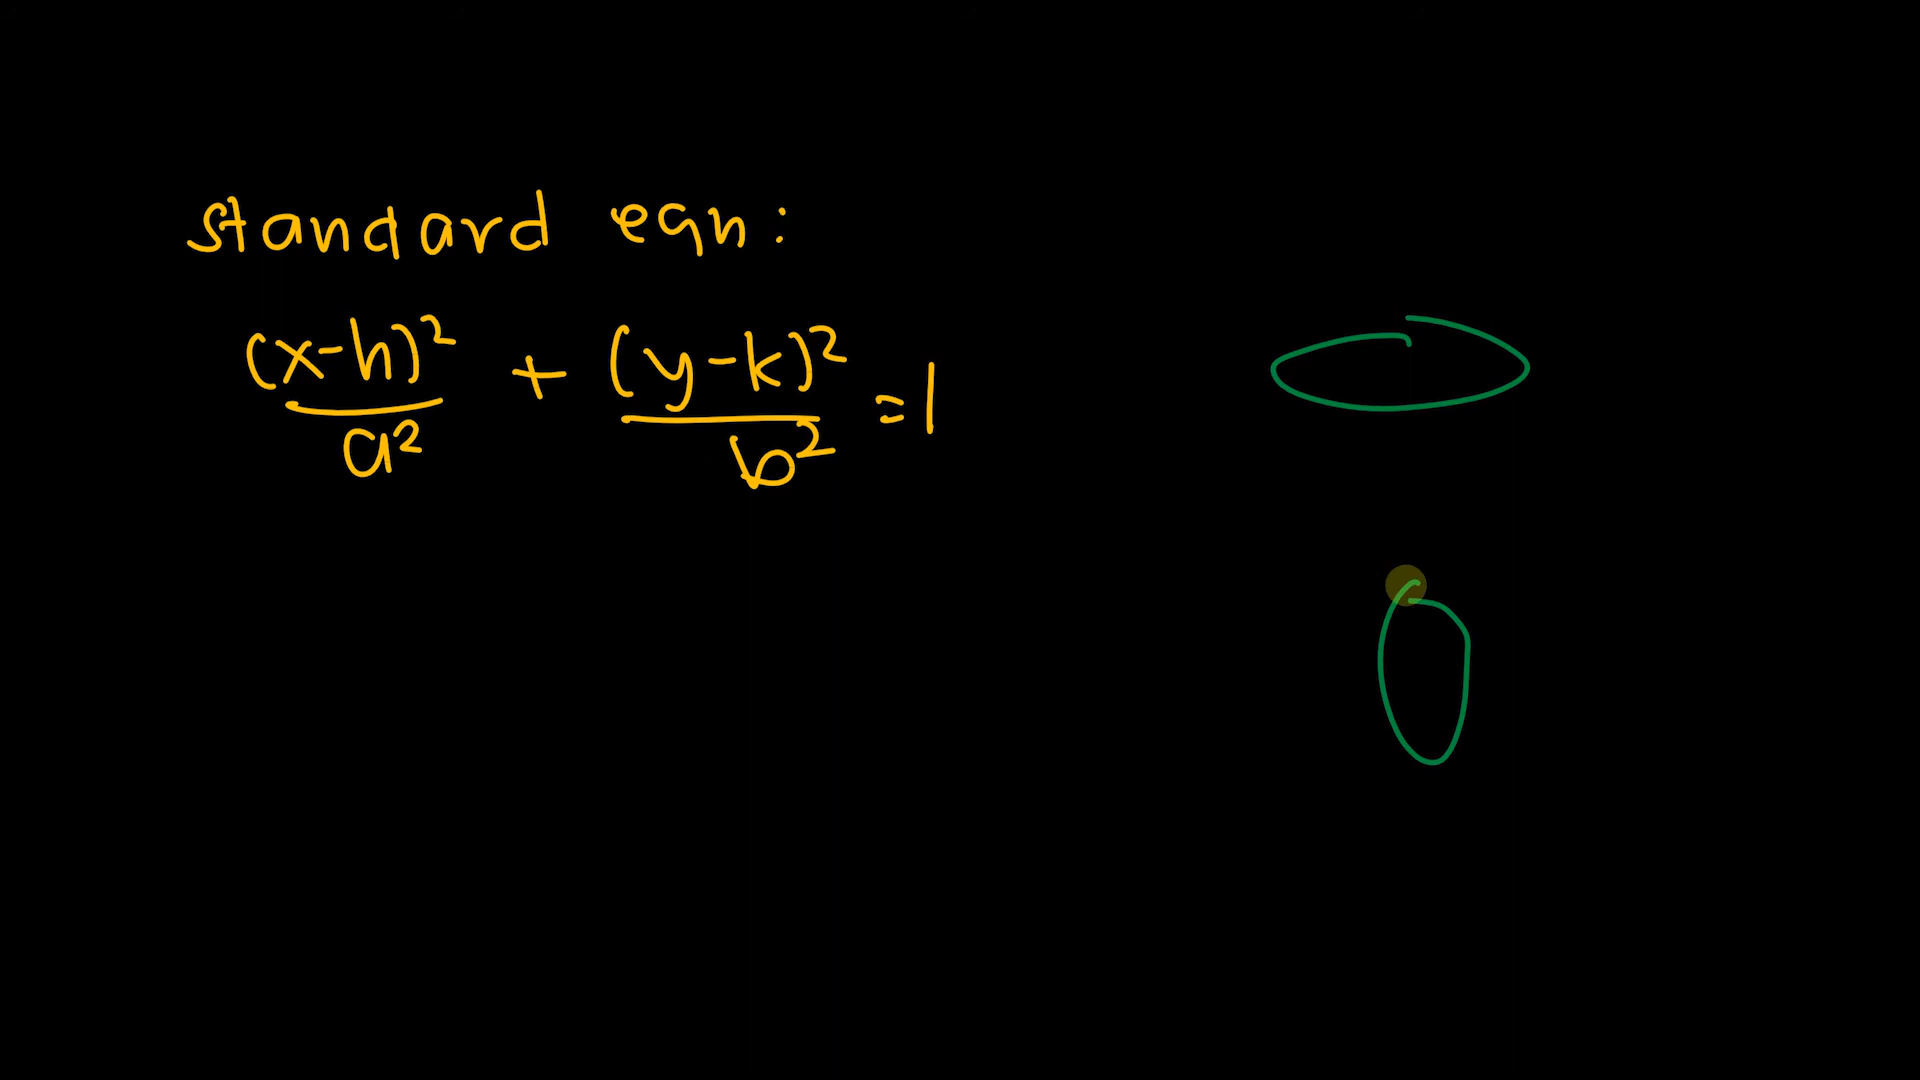 standard eqn:
(x-h)²/a² + (y-k)²/b² =1